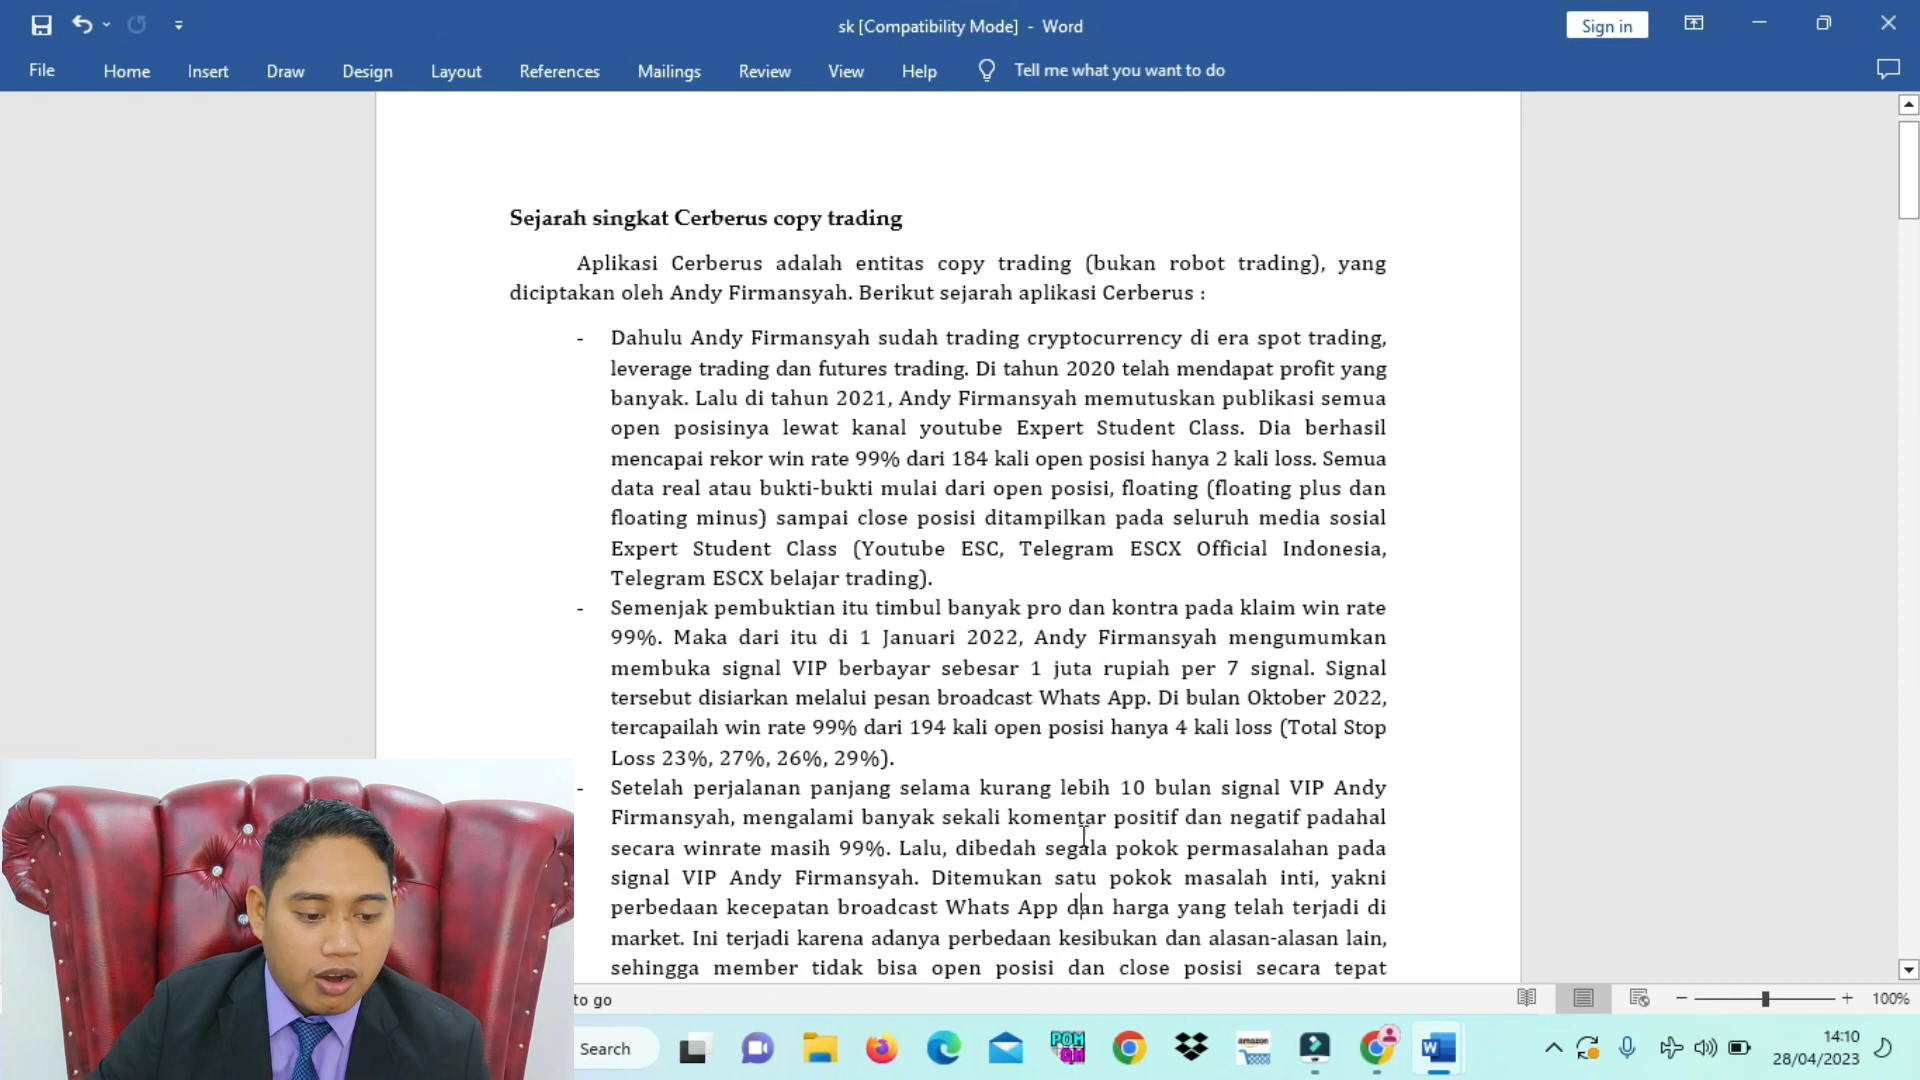 sk [Compatibility Mode] - Word
Sign in
File Home Insert Draw Design Layout References Mailings Review View Help Tell me what you want to do
Sejarah singkat Cerberus copy trading
Aplikasi Cerberus adalah entitas copy trading (bukan robot trading), yang
diciptakan oleh Andy Firmansyah. Berikut sejarah aplikasi Cerberus :
- Dahulu Andy Firmansyah sudah trading cryptocurrency di era spot trading,
leverage trading dan futures trading. Di tahun 2020 telah mendapat profit yang
banyak. Lalu di tahun 2021, Andy Firmansyah memutuskan publikasi semua
open posisinya lewat kanal youtube Expert Student Class. Dia berhasil
mencapai rekor win rate 99% dari 184 kali open posisi hanya 2 kali loss. Semua
data real atau bukti-bukti mulai dari open posisi, floating (floating plus dan
floating minus) sampai close posisi ditampilkan pada seluruh media sosial
Expert Student Class (Youtube ESC, Telegram ESCX Official Indonesia,
Telegram ESCX belajar trading).
- Semenjak pembuktian itu timbul banyak pro dan kontra pada klaim win rate
99%. Maka dari itu di 1 Januari 2022, Andy Firmansyah mengumumkan
membuka signal VIP berbayar sebesar 1 juta rupiah per 7 signal. Signal
tersebut disiarkan melalui pesan broadcast Whats App. Di bulan Oktober 2022,
tercapailah win rate 99% dari 194 kali open posisi hanya 4 kali loss (Total Stop
Loss 23%, 27%, 26%, 29%).
- Setelah perjalanan panjang selama kurang lebih 10 bulan signal VIP Andy
Firmansyah, mengalami banyak sekali komentar positif dan negatif padahal
secara winrate masih 99%. Lalu, dibedah segala pokok permasalahan pada
signal VIP Andy Firmansyah. Ditemukan satu pokok masalah inti, yakni
perbedaan kecepatan broadcast Whats App dan harga yang telah terjadi di
market. Ini terjadi karena adanya perbedaan kesibukan dan alasan-alasan lain,
sehingga member tidak bisa open posisi dan close posisi secara tepat
to go
100%
Search
amazon
14:10
28/04/2023